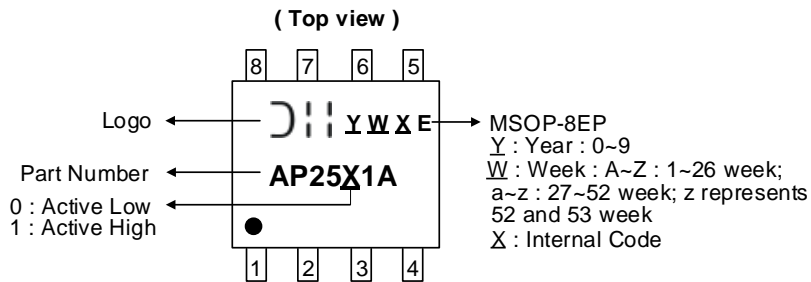 ( Top view )
8 7 6 5
Logo
Y W X E
MSOP-8EP
Y : Year : 0~9
W : Week : A~Z : 1~26 week;
a~z : 27~52 week; z represents
52 and 53 week
X : Internal Code
Part Number
AP25X1A
0 : Active Low
1 : Active High
1 2 3 4